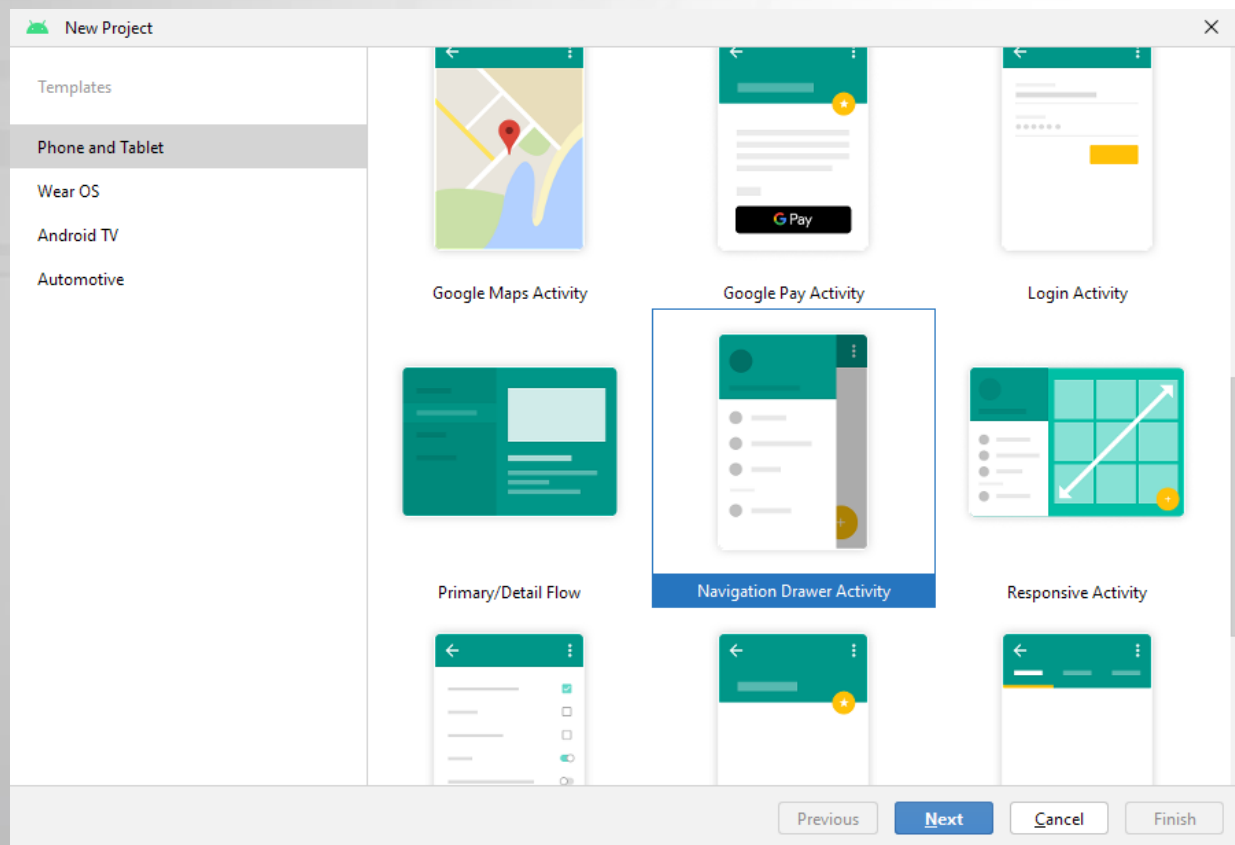 New Project
Templates
Phone and Tablet
Wear OS
Android TV
Automotive
G Pay
Google Maps Activity
Google Pay Activity
Login Activity
Primary/Detail Flow
Navigation Drawer Activity
Responsive Activity
Previous
Next
Cancel
Finish